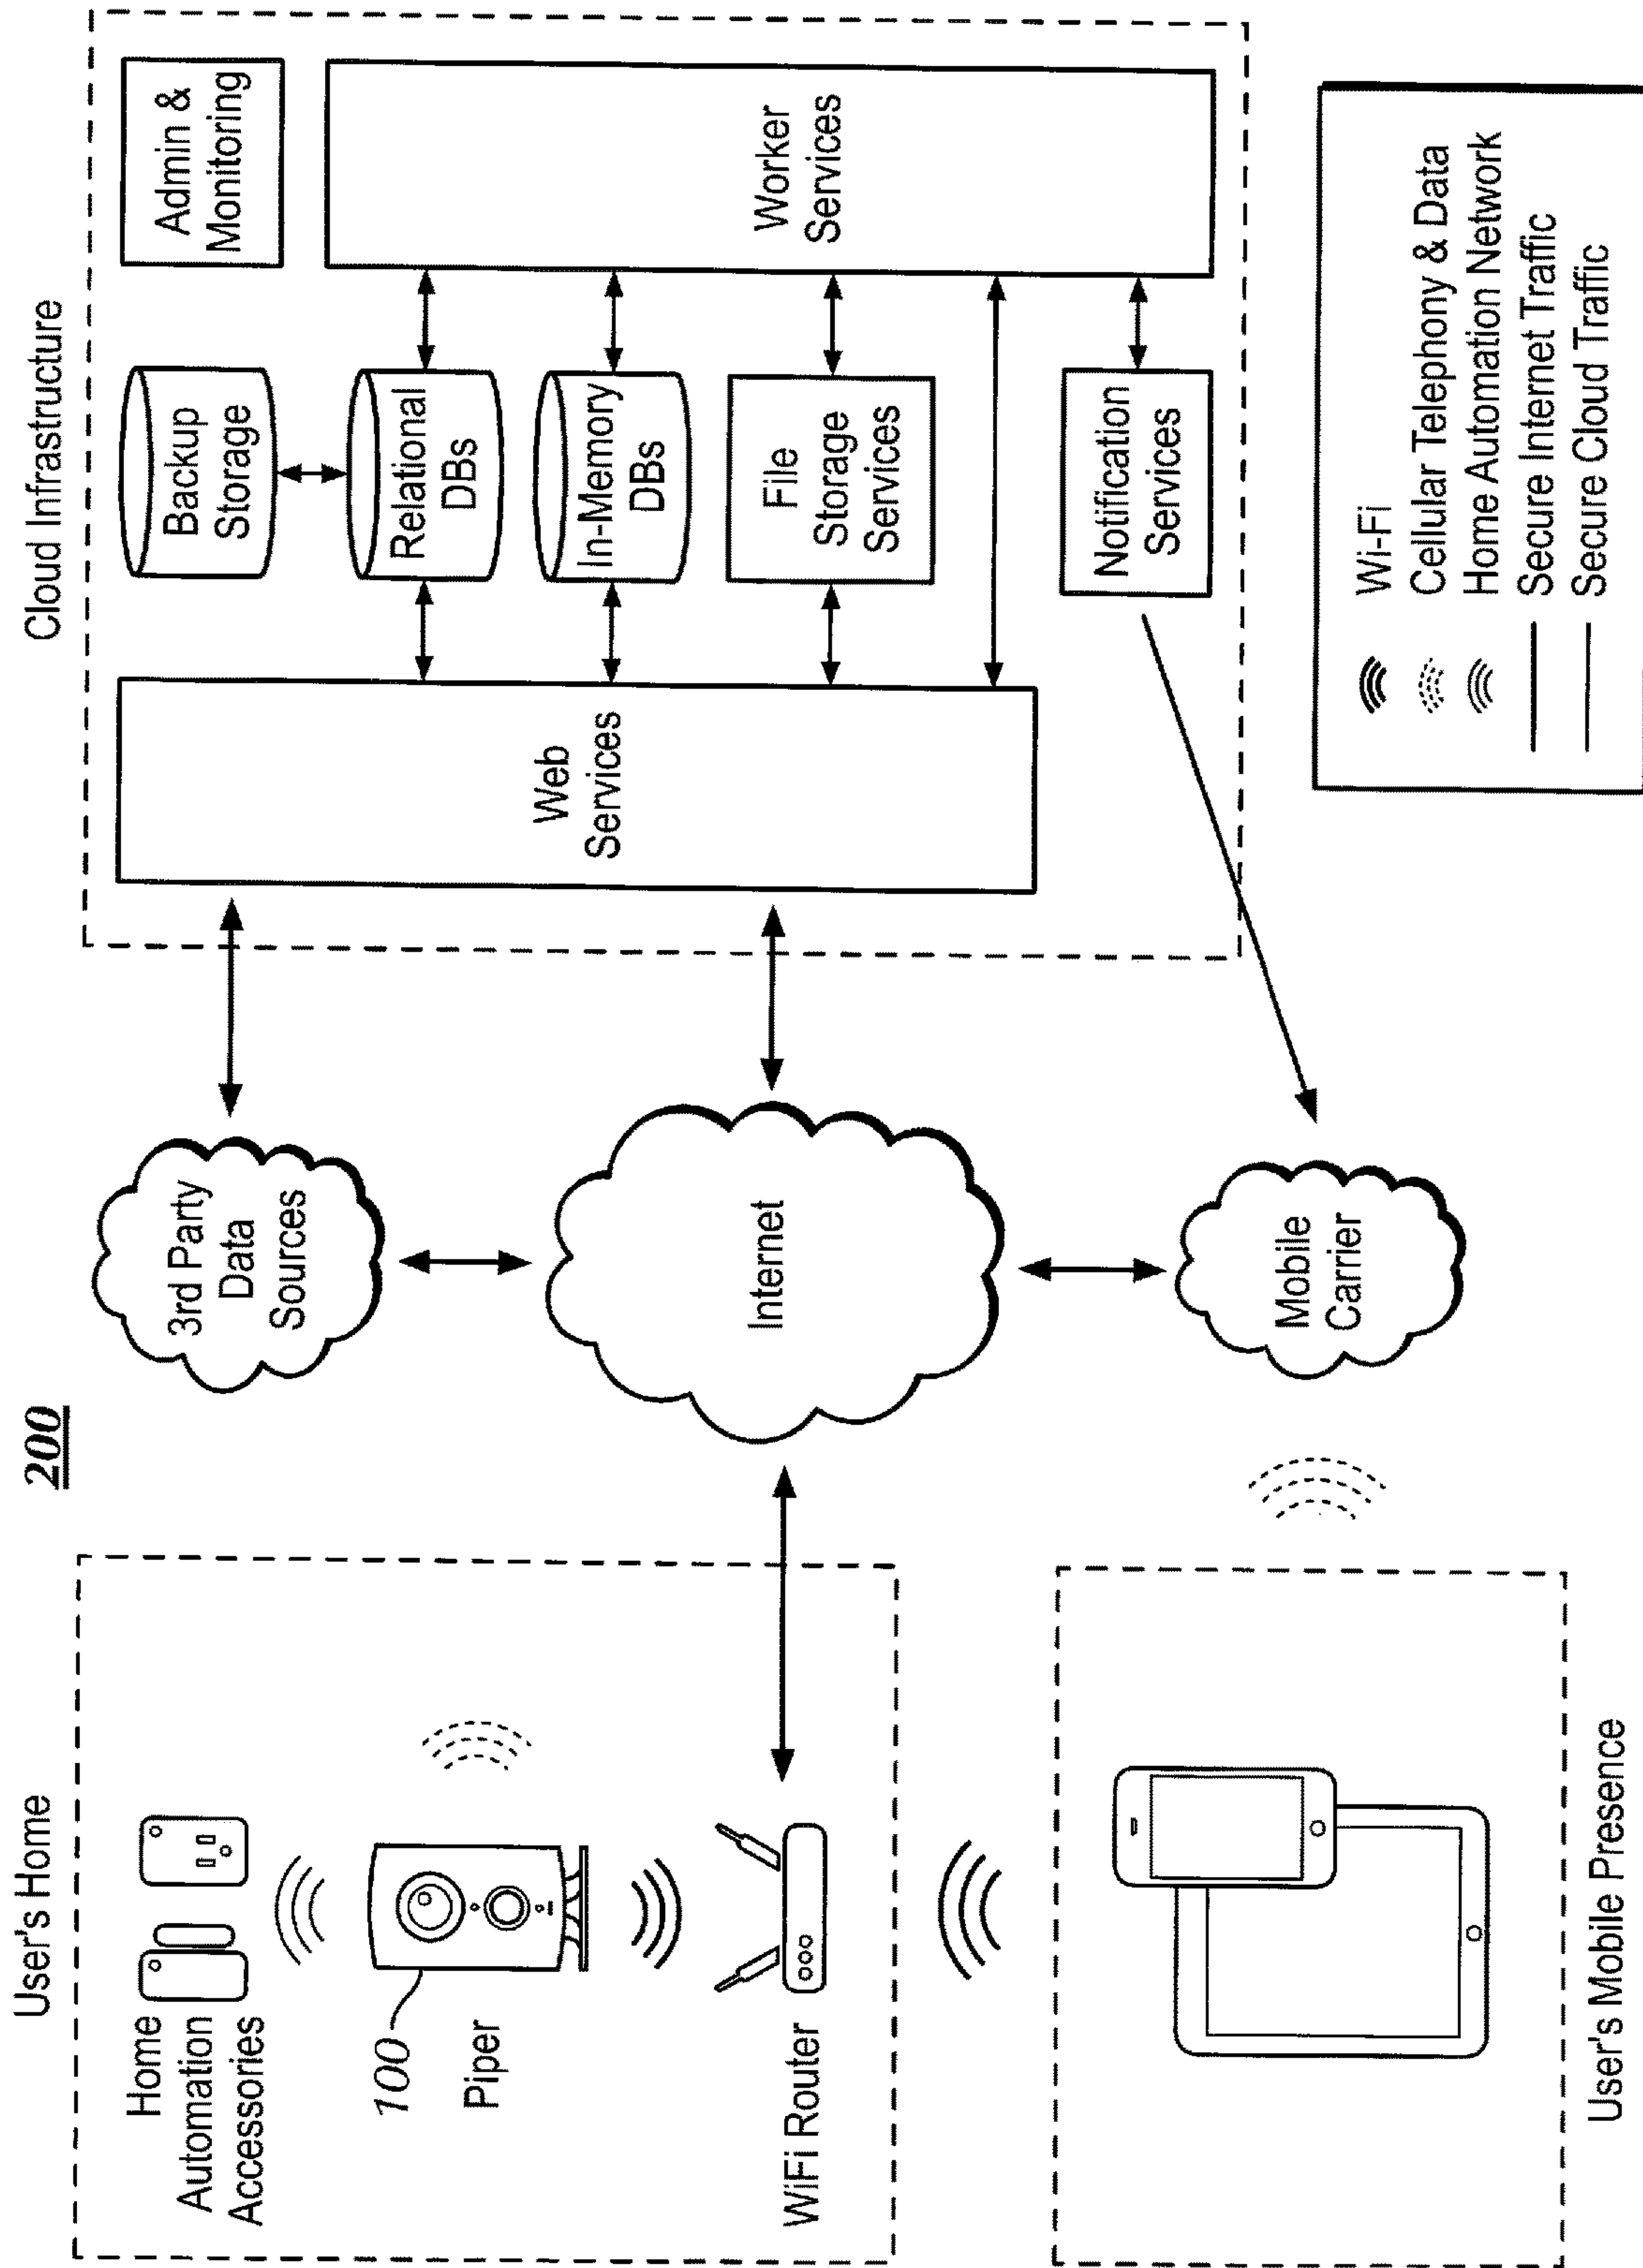 200
User's Home
Home
Automation
Accessories
100
Piper
WiFi Router
User's Mobile Presence
3rd Party
Data
Sources
Internet
Mobile
Carrier
Cloud Infrastructure
Web
Services
Backup
Storage
Relational
DBs
In-Memory
DBs
File
Storage
Services
Notification
Services
Admin &
Monitoring
Worker
Services
Wi-Fi
Cellular Telephony & Data
Home Automation Network
Secure Internet Traffic
Secure Cloud Traffic